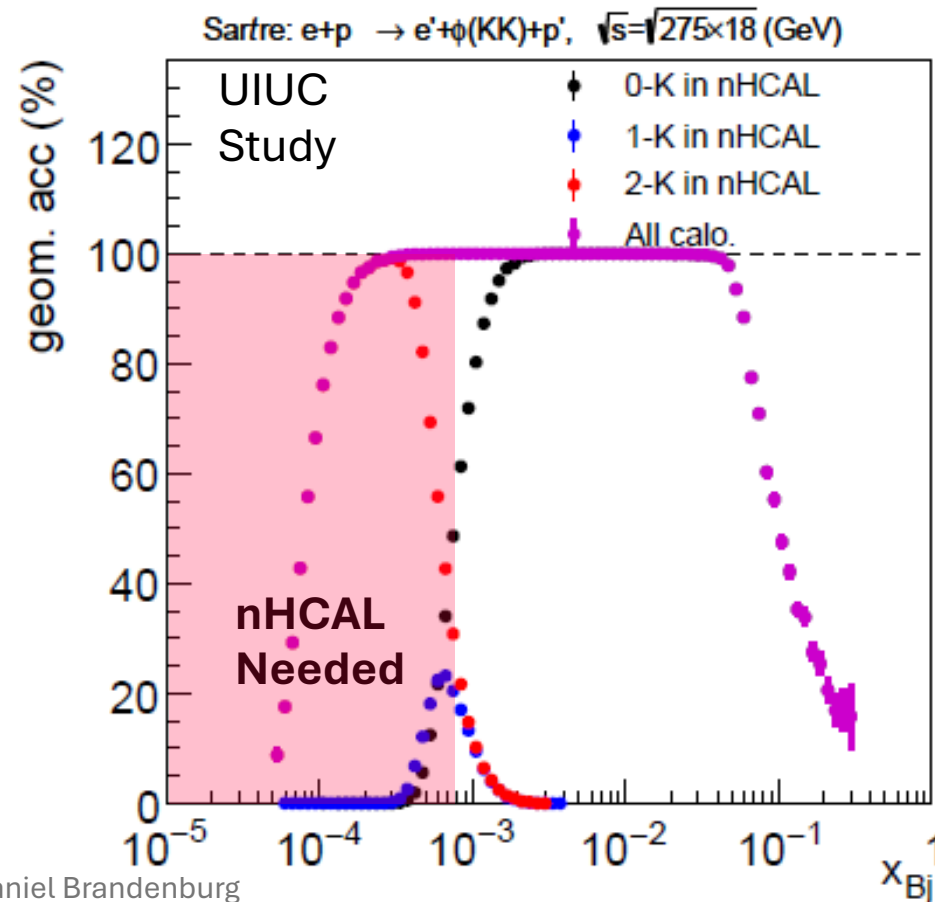 Sartre: e+p → e'+ϕ(KK)+p', √s=√275×18 (GeV)
geom. acc (%)
UIUC
Study
0-K in nHCAL
1-K in nHCAL
2-K in nHCAL
All calo.
120
100
80
60
40
20
0
nHCAL
Needed
10⁻⁵ 10⁻⁴ 10⁻³ 10⁻² 10⁻¹ 1
x_Bj
Brandenburg